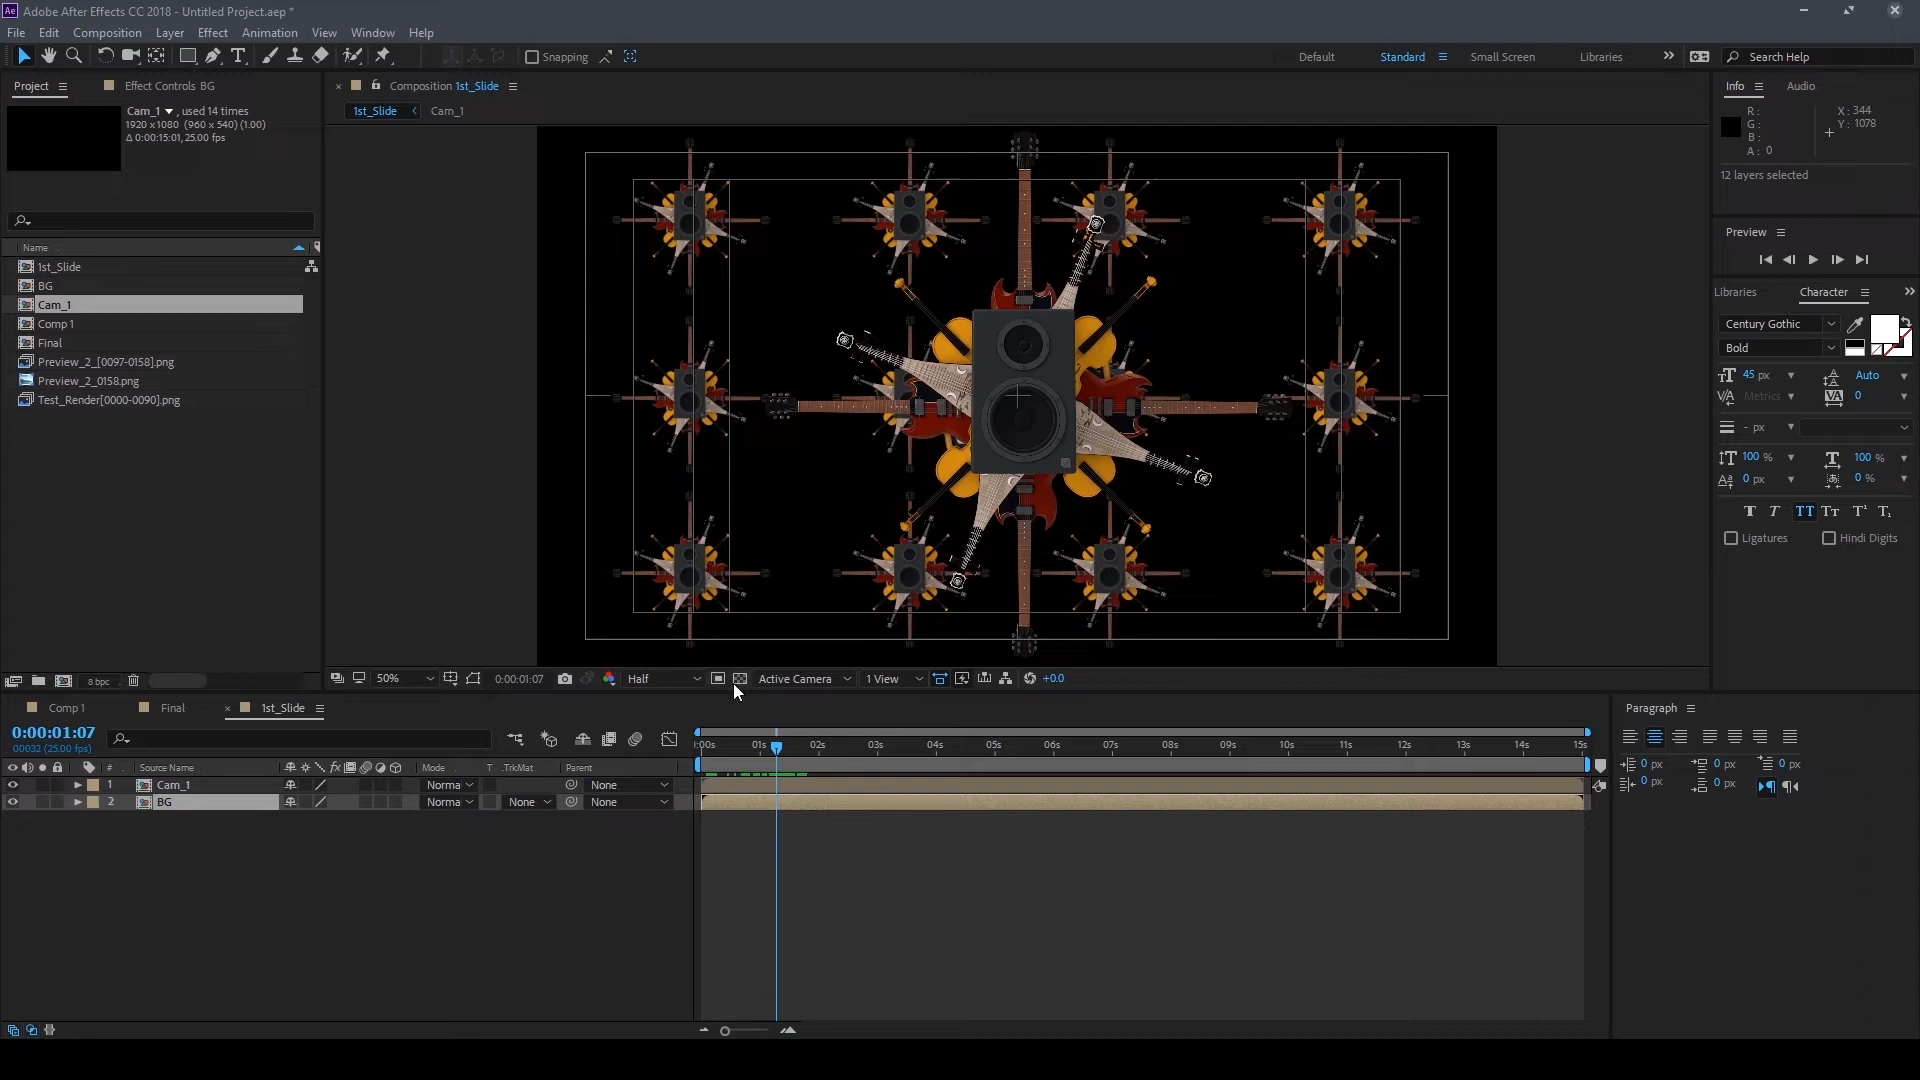 Ae Adobe After Effects CC 2018 - Untitled Project.aep *
File Edit Composition Layer Effect Animation View Window Help
Snapping
Default Standard Small Screen Libraries
Search Help
Project Effect Controls BG
Cam_1 , used 14 times
1920 x 1080 (960 x 540) (1.00)
Δ 0:00:15:01, 25.00 fps
Name
1st_Slide
BG
Cam_1
Comp 1
Final
Preview_2_[0097-0158].png
Preview_2_0158.png
Test_Render[0000-0090].png
8 bpc
Composition 1st_Slide
1st_Slide Cam_1
50% 0:00:01:07 Half Active Camera 1 View +0.0
Info Audio
R:
G:
B:
A: 0
X: 344
Y: 1078
12 layers selected
Preview
Libraries Character
Century Gothic
Bold
45 px Auto
Metrics 0
- px
100 % 100 %
0 px 0 %
Ligatures Hindi Digits
Comp 1 Final 1st_Slide
0:00:01:07
00032 (25.00 fps)
# Source Name fx Mode T .TrkMat Parent
1 Cam_1 Norma None
2 BG Norma None None
:00s 01s 02s 03s 04s 05s 06s 07s 08s 09s 10s 11s 12s 13s 14s 15s
Paragraph
0 px 0 px 0 px
0 px 0 px